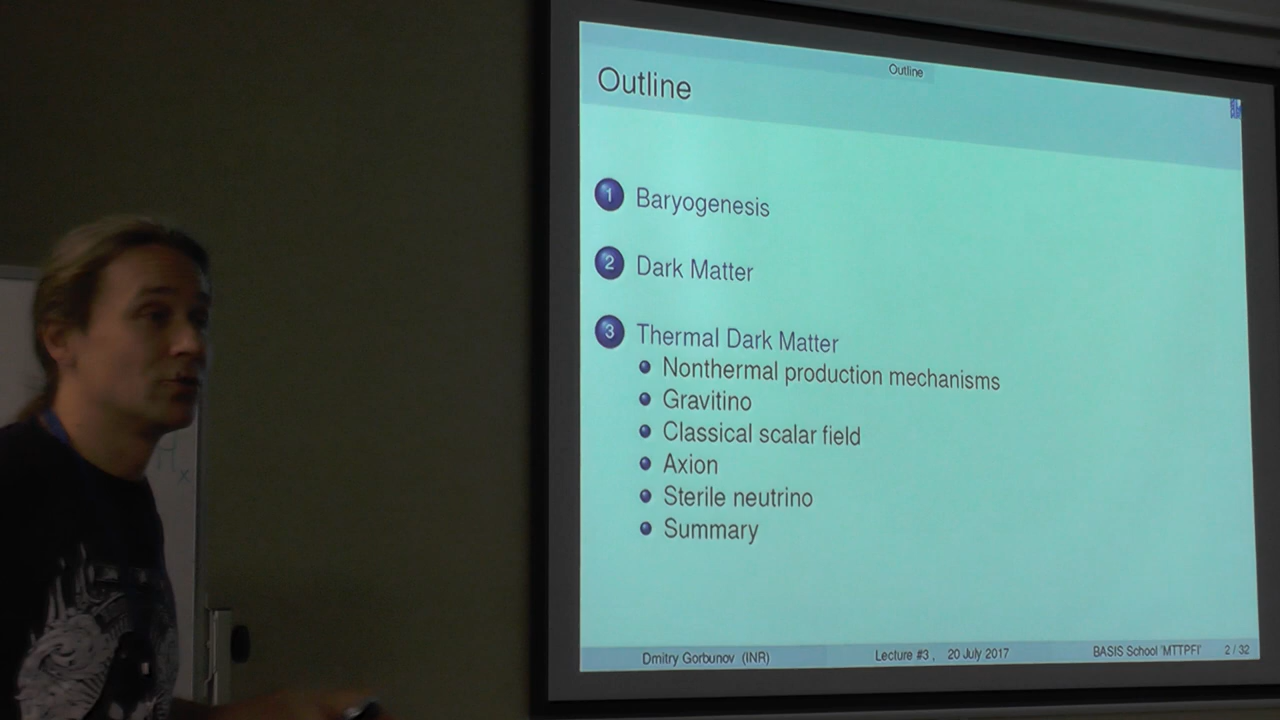 Outline
Outline
1 Baryogenesis
2 Dark Matter
3 Thermal Dark Matter
Nonthermal production mechanisms
Gravitino
Classical scalar field
Axion
Sterile neutrino
Summary
Dmitry Gorbunov (INR) Lecture #3 , 20 July 2017 BASIS School 'MTTPFI' 2 / 32